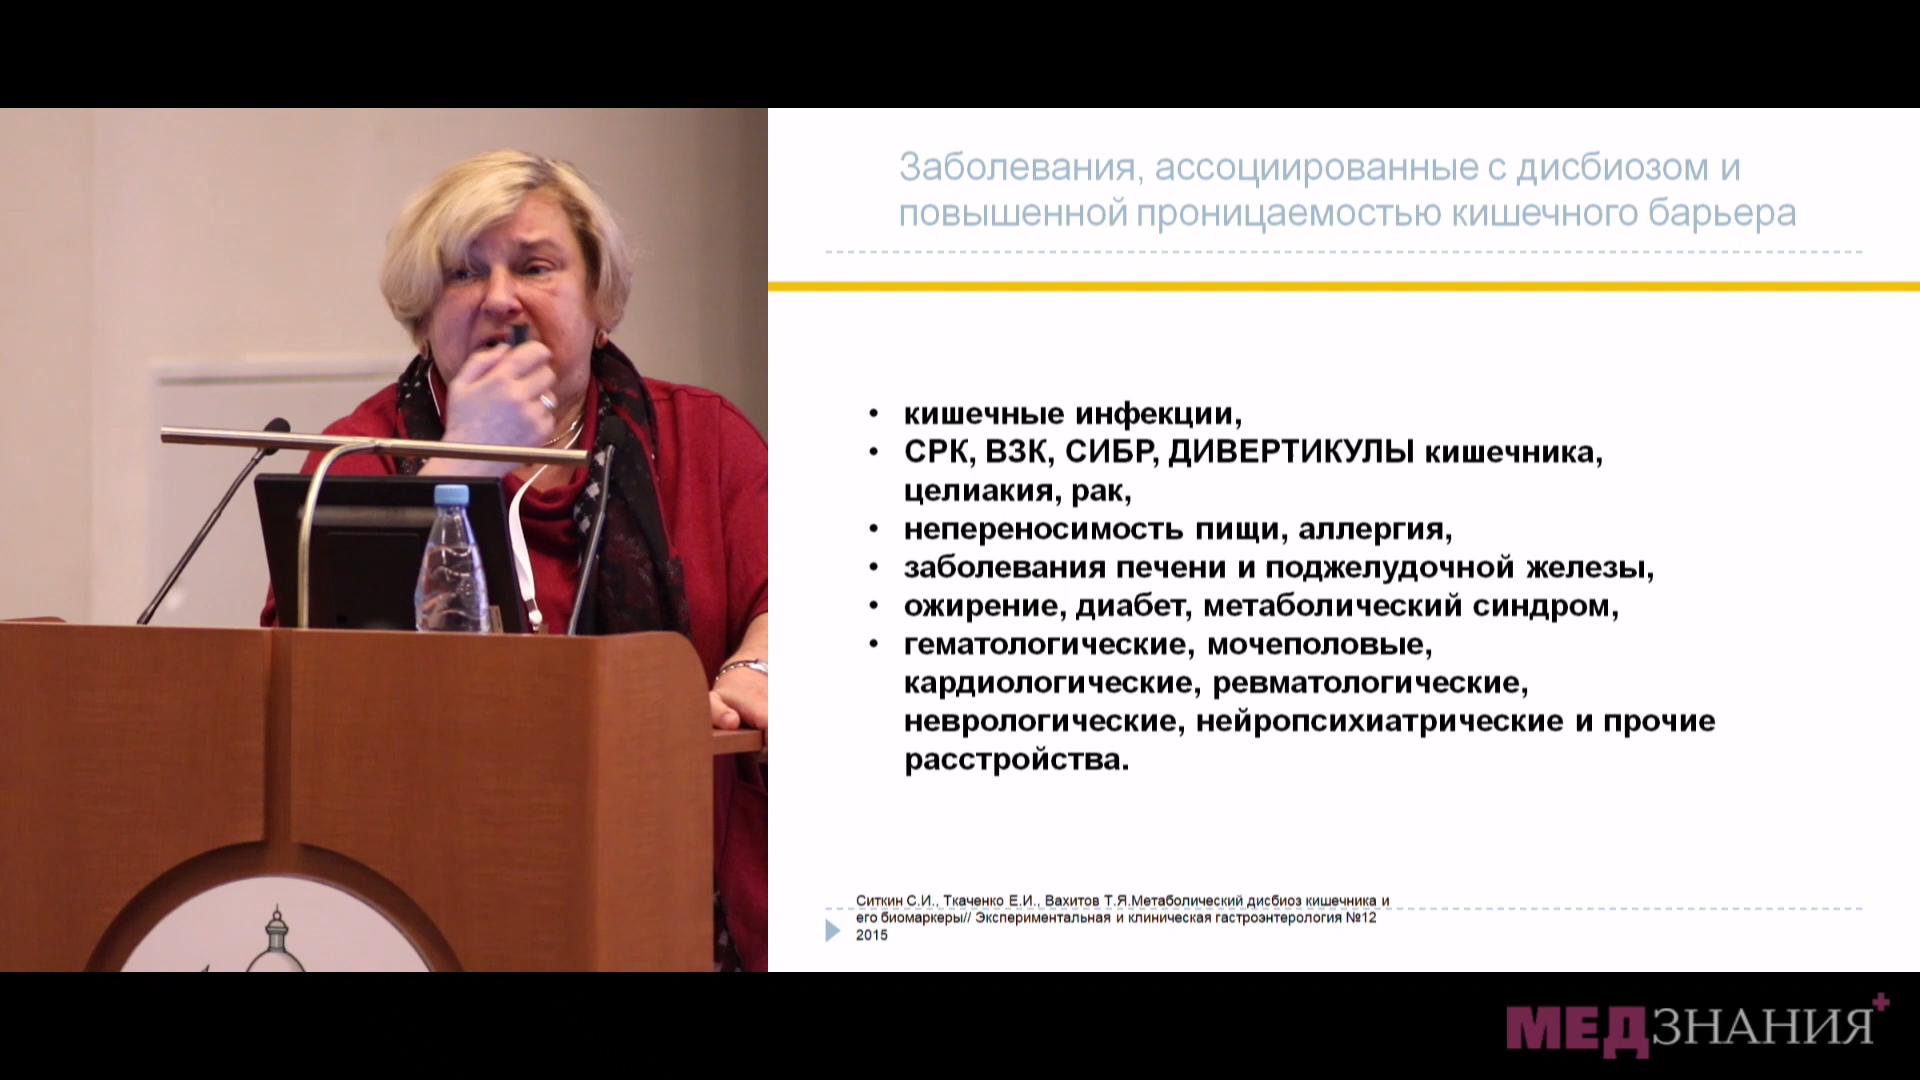 Заболевания, ассоциированные с дисбиозом и
повышенной проницаемостью кишечного барьера
• кишечные инфекции,
• СРК, ВЗК, СИБР, ДИВЕРТИКУЛЫ кишечника,
целиакия, рак,
• непереносимость пищи, аллергия,
• заболевания печени и поджелудочной железы,
• ожирение, диабет, метаболический синдром,
• гематологические, мочеполовые,
кардиологические, ревматологические,
неврологические, нейропсихиатрические и прочие
расстройства.
Ситкин С.И., Ткаченко Е.И., Вахитов Т.Я.Метаболический дисбиоз кишечника и
его биомаркеры// Экспериментальная и клиническая гастроэнтерология №12
2015
МЕДЗНАНИЯ+